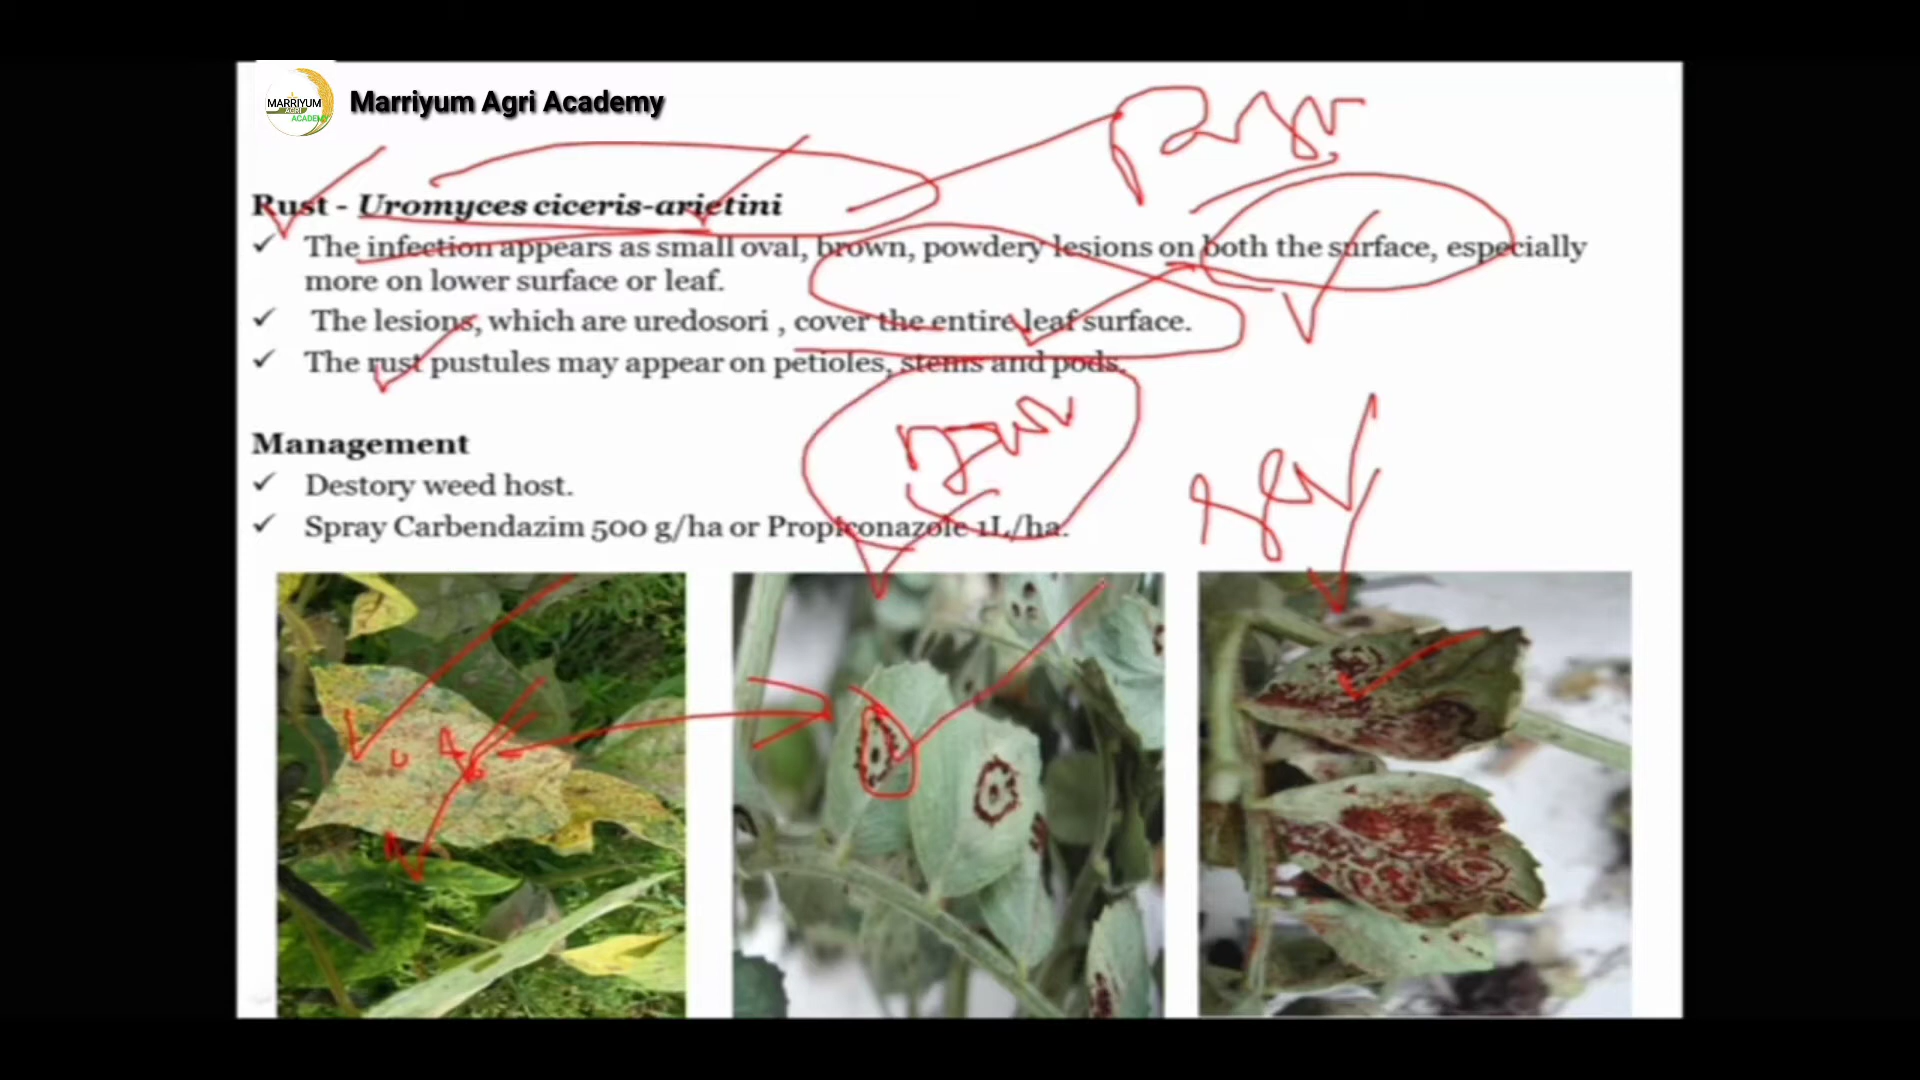 MARRIYUM
AGRI
ACADEMY
Marriyum Agri Academy
Rust - Uromyces ciceris-arietini
✓ The infection appears as small oval, brown, powdery lesions on both the surface, especially
more on lower surface or leaf.
✓ The lesions, which are uredosori , cover the entire leaf surface.
✓ The rust pustules may appear on petioles, stems and pods.
Management
✓ Destory weed host.
✓ Spray Carbendazim 500 g/ha or Propiconazole 1L/ha.